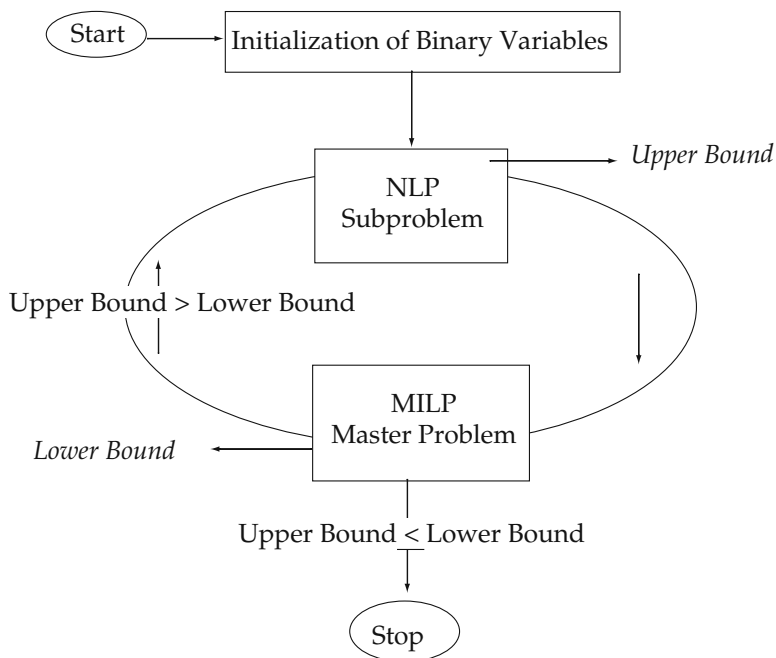 Start
Initialization of Binary Variables
NLP
Subproblem
Upper Bound
Upper Bound > Lower Bound
MILP
Master Problem
Lower Bound
Upper Bound ≤ Lower Bound
Stop